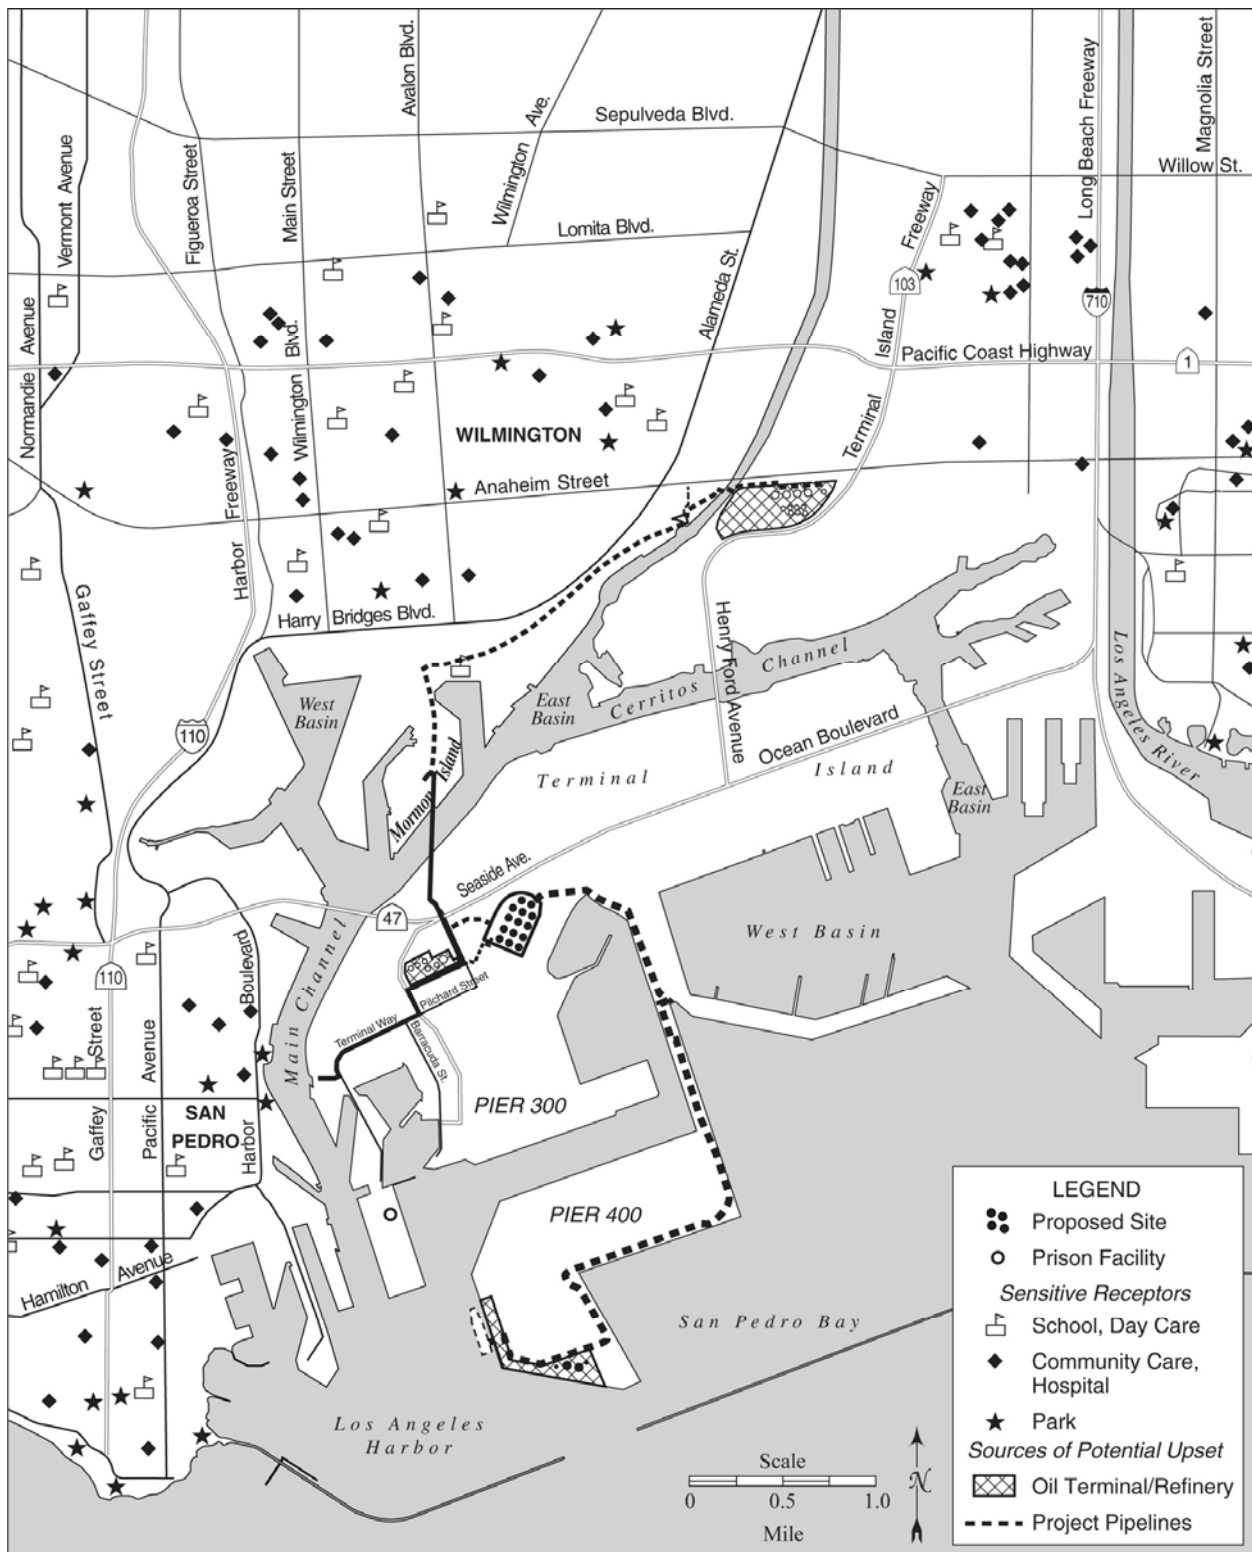 Vermont Avenue
Normandie Avenue
Figueroa Street
Main Street
Avalon Blvd.
Wilmington Ave.
Sepulveda Blvd.
Lomita Blvd.
Alameda St.
Long Beach Freeway
Magnolia Street
Willow St.
Terminal Island Freeway
103
710
Pacific Coast Highway
1
Wilmington Blvd.
WILMINGTON
Anaheim Street
Harbor Freeway
Harry Bridges Blvd.
Gaffey Street
110
West
Basin
East
Basin
Cerritos Channel
Henry Ford Avenue
Ocean Boulevard
Los Angeles River
Mormon Island
Terminal Island
East
Basin
Seaside Ave.
47
Main Channel
West Basin
110
Harbor Boulevard
Gaffey Street
Pacific Avenue
Pilchard Street
Terminal Way
Barracuda St.
PIER 300
SAN
PEDRO
PIER 400
Hamilton Avenue
San Pedro Bay
Los Angeles
Harbor
Scale
0 0.5 1.0
Mile
N
LEGEND
Proposed Site
Prison Facility
Sensitive Receptors
School, Day Care
Community Care,
Hospital
Park
Sources of Potential Upset
Oil Terminal/Refinery
Project Pipelines